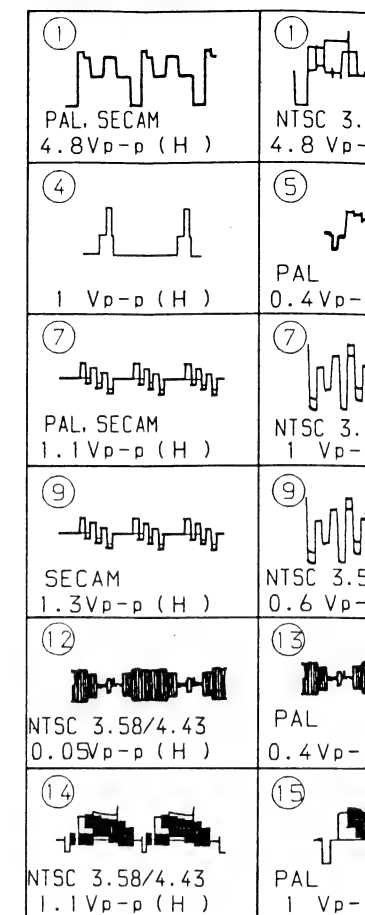 ① ①
PAL, SECAM NTSC 3.
4.8Vp-p (H) 4.8 Vp-
④ ⑤
PAL
1 Vp-p (H) 0.4Vp-
⑦ ⑦
PAL, SECAM NTSC 3.
1.1Vp-p (H) 1 Vp-
⑨ ⑨
SECAM NTSC 3.5
1.3Vp-p (H) 0.6 Vp-
⑫ ⑬
NTSC 3.58/4.43 PAL
0.05Vp-p (H) 0.4Vp-
⑭ ⑮
NTSC 3.58/4.43 PAL
1.1Vp-p (H) 1 Vp-